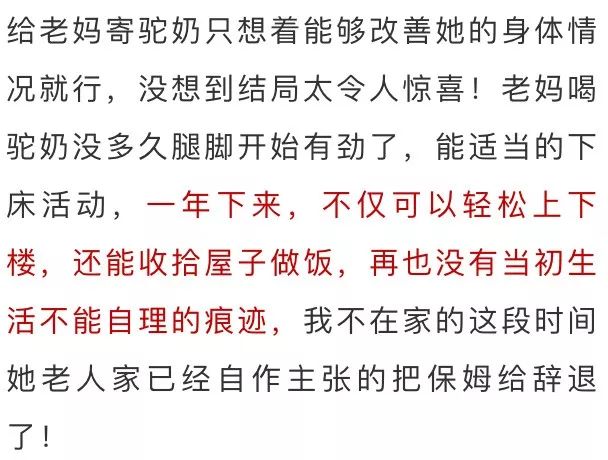 给老妈寄驼奶只想着能够改善她的身体情
况就行，没想到结局太令人惊喜！老妈喝
驼奶没多久腿脚开始有劲了，能适当的下
床活动，一年下来，不仅可以轻松上下
楼，还能收拾屋子做饭，再也没有当初生
活不能自理的痕迹，我不在家的这段时间
她老人家已经自作主张的把保姆给辞退
了！